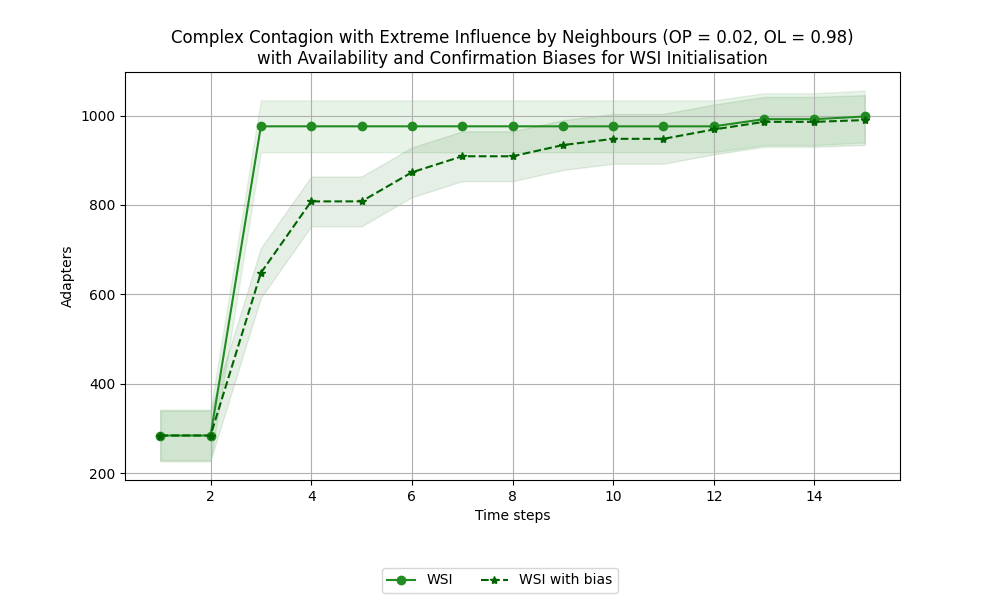 Complex Contagion with Extreme Influence by Neighbours (OP = 0.02, OL = 0.98)
with Availability and Confirmation Biases for WSI Initialisation
1000
800
600
400
200
Adapters
2 4 6 8 10 12 14
Time steps
WSI WSI with bias